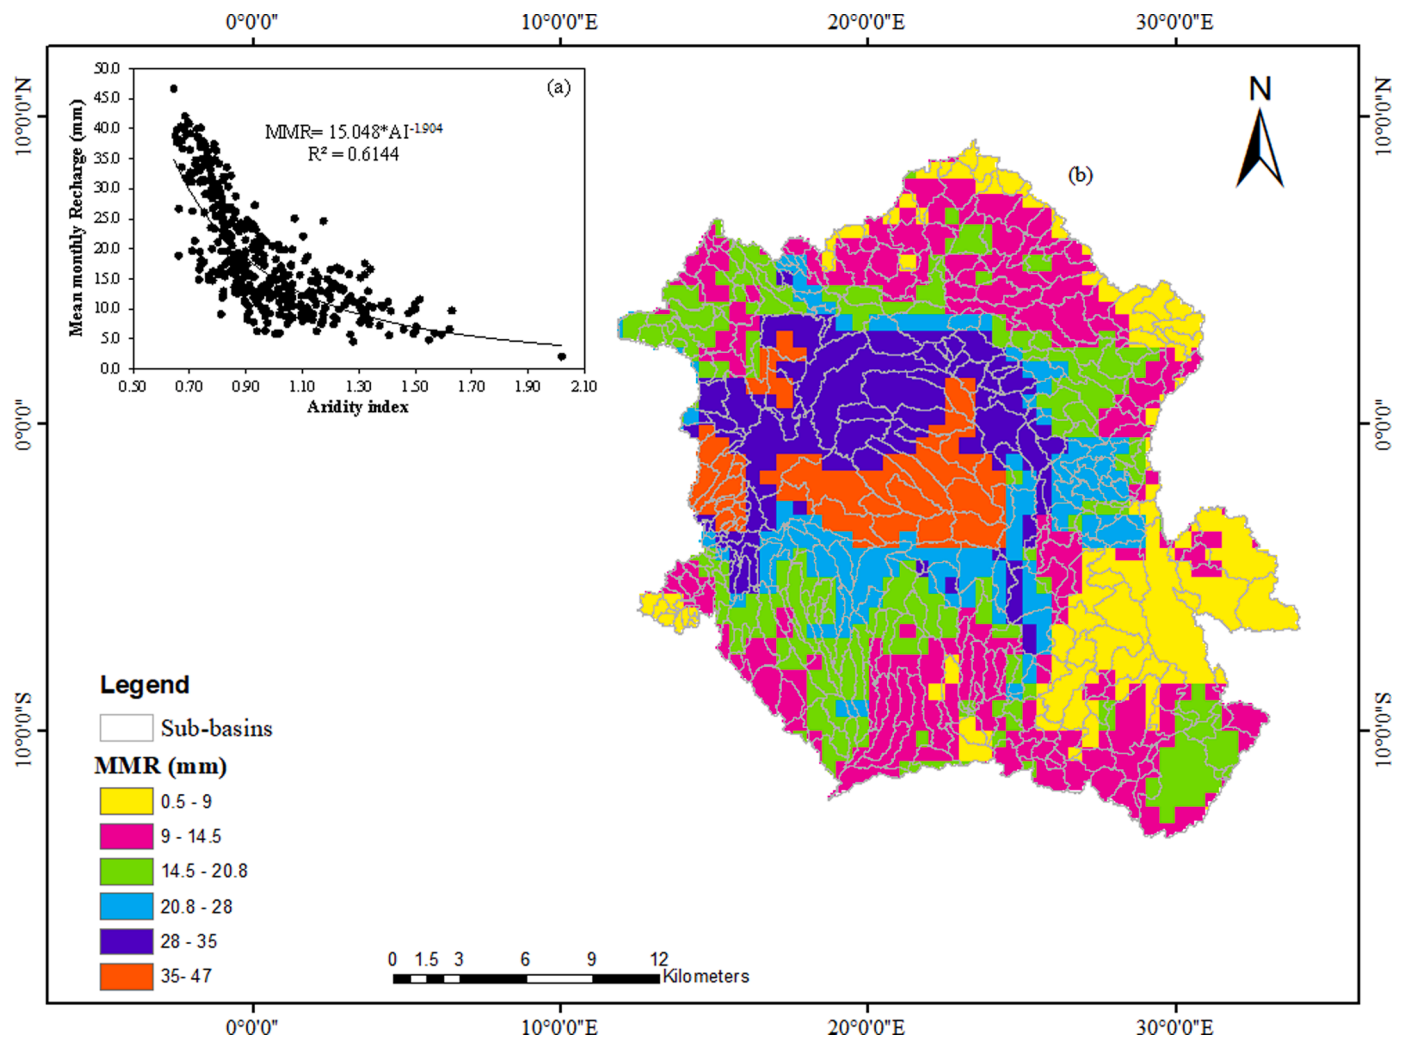 0°0'0"
10°0'0"E
20°0'0"E
30°0'0"E
10°0'0"N
0°0'0"
10°0'0"S
10°0'0"N
0°0'0"
10°0'0"S
50.0
45.0
40.0
35.0
30.0
25.0
20.0
15.0
10.0
5.0
0.0
Mean monthly Recharge (mm)
(a)
MMR= 15.048*AI-1.904
R² = 0.6144
0.50
0.70
0.90
1.10
1.30
1.50
1.70
1.90
2.10
Aridity index
N
(b)
Legend
Sub-basins
MMR (mm)
0.5 - 9
9 - 14.5
14.5 - 20.8
20.8 - 28
28 - 35
35- 47
0 1.5 3 6 9 12
Kilometers
0°0'0"
10°0'0"E
20°0'0"E
30°0'0"E